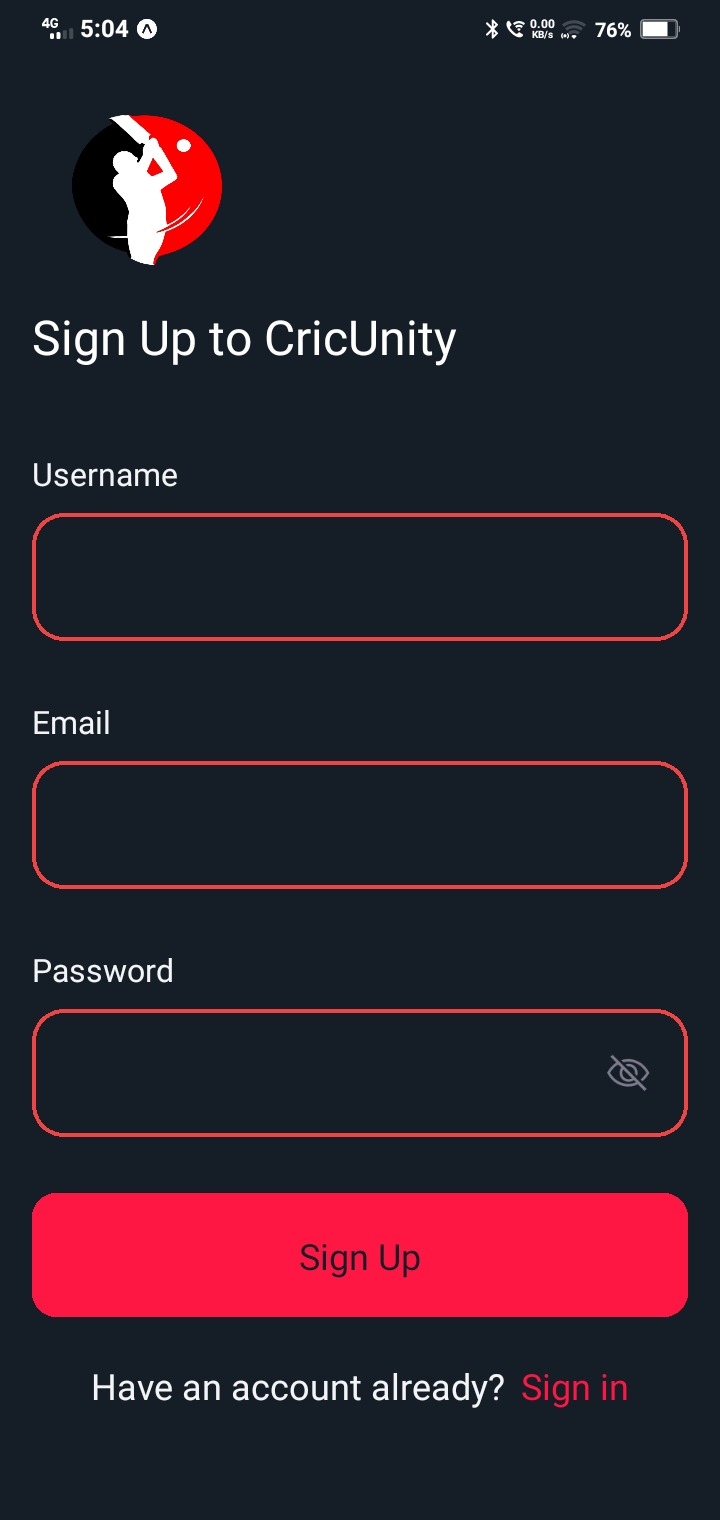 4G 5:04 0.00 KB/s 76%
Sign Up to CricUnity
Username
Email
Password
Sign Up
Have an account already? Sign in